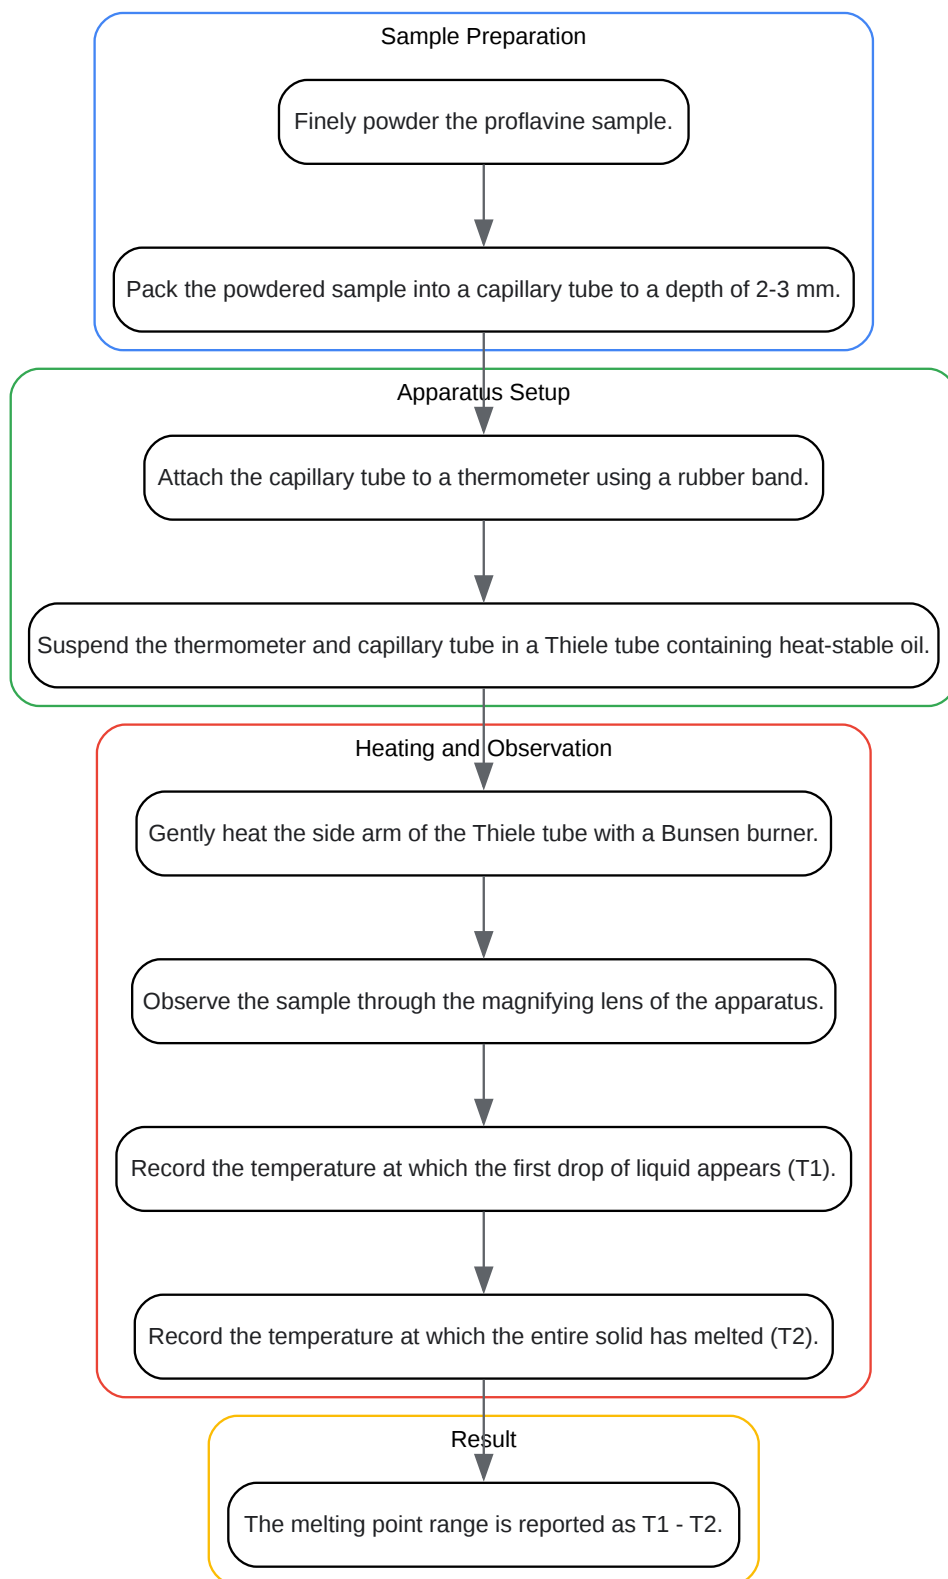 Sample Preparation
Finely powder the proflavine sample.
Pack the powdered sample into a capillary tube to a depth of 2-3 mm.
Apparatus Setup
Attach the capillary tube to a thermometer using a rubber band.
Suspend the thermometer and capillary tube in a Thiele tube containing heat-stable oil.
Heating and Observation
Gently heat the side arm of the Thiele tube with a Bunsen burner.
Observe the sample through the magnifying lens of the apparatus.
Record the temperature at which the first drop of liquid appears (T1).
Record the temperature at which the entire solid has melted (T2).
Result
The melting point range is reported as T1 - T2.